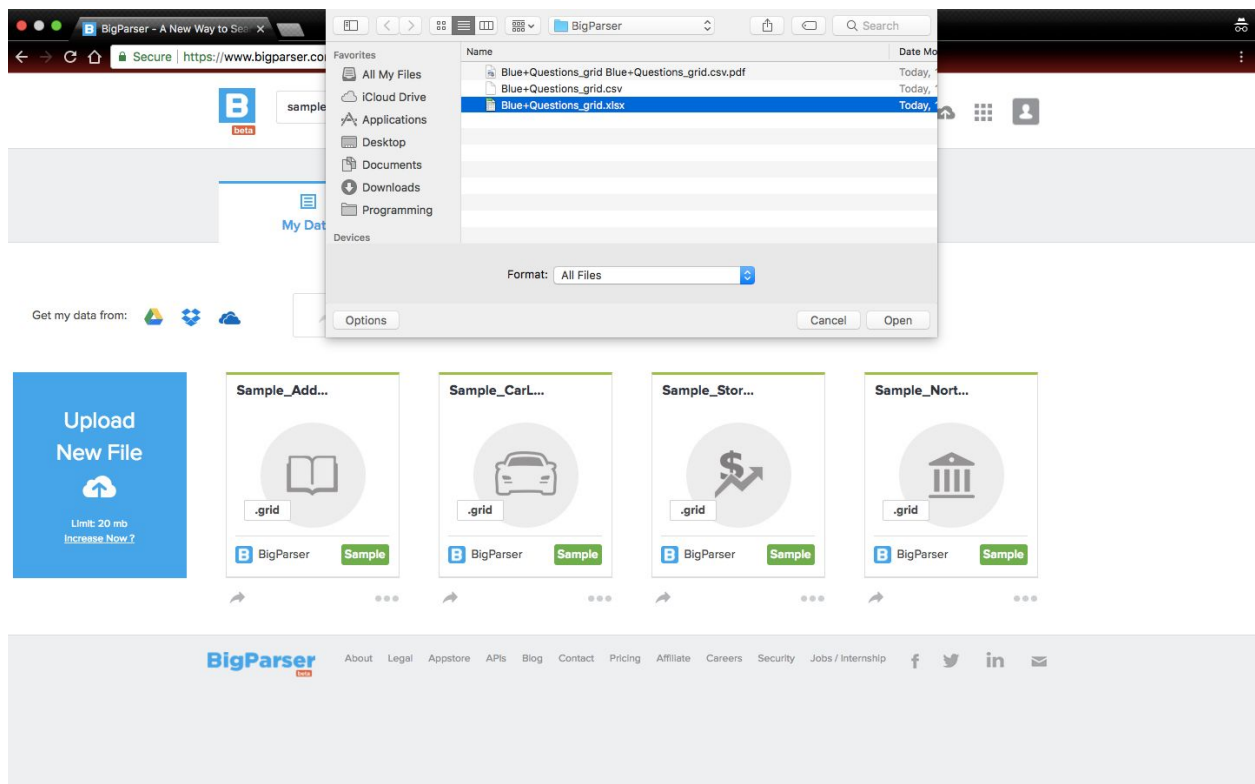 BigParser - A New Way to Sea
BigParser
Search
Secure | https://www.bigparser.co
Favorites
All My Files
iCloud Drive
Applications
Desktop
Documents
Downloads
Programming
Devices
Name
Date Mo
Blue+Questions_grid Blue+Questions_grid.csv.pdf
Today,
Blue+Questions_grid.csv
Today,
Blue+Questions_grid.xlsx
Today,
Format: All Files
Options
Cancel
Open
B
beta
sample
My Dat
Get my data from:
Upload
New File
Limit: 20 mb
Increase Now ?
Sample_Add...
.grid
B BigParser
Sample
Sample_CarL...
.grid
B BigParser
Sample
Sample_Stor...
$
.grid
B BigParser
Sample
Sample_Nort...
.grid
B BigParser
Sample
BigParser
beta
About Legal Appstore APIs Blog Contact Pricing Affiliate Careers Security Jobs / Internship